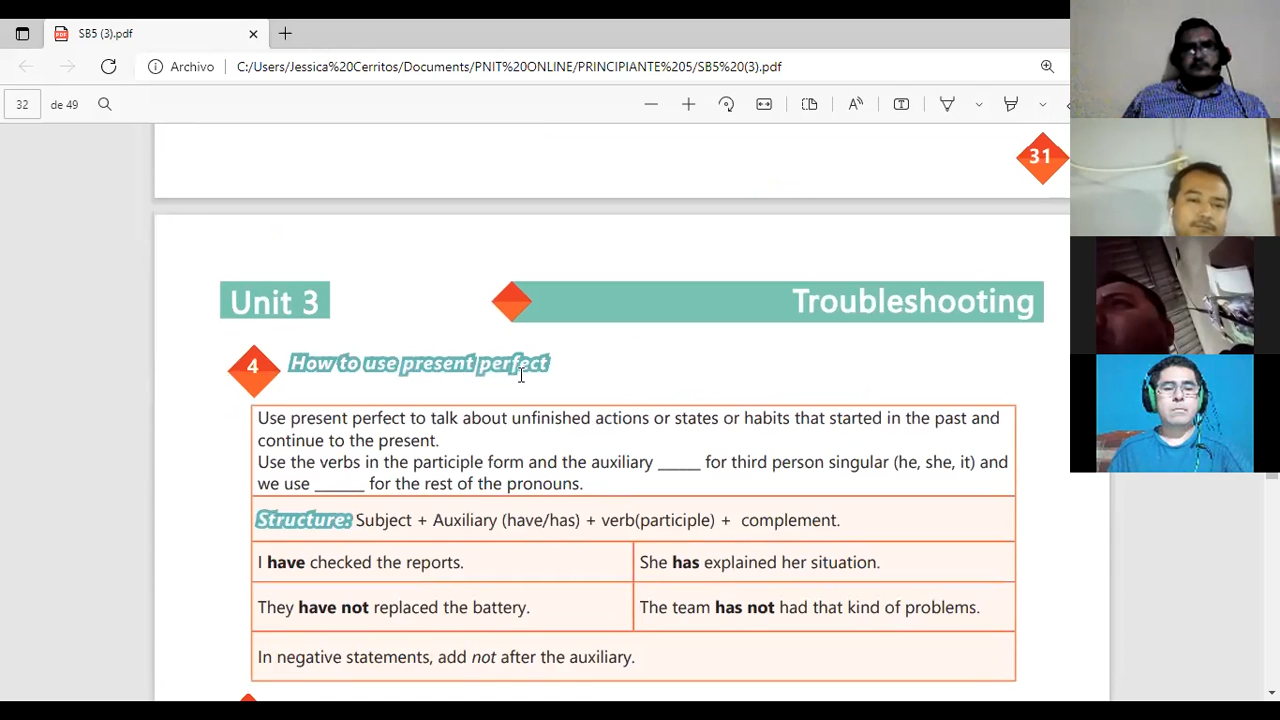 SB5 (3).pdf
Archivo
C:/Users/Jessica%20Cerritos/Documents/PNIT%20ONLINE/PRINCIPIANTE%205/SB5%20(3).pdf
32
de 49
31
Unit 3
Troubleshooting
4
How to use present perfect
Use present perfect to talk about unfinished actions or states or habits that started in the past and
continue to the present.
Use the verbs in the participle form and the auxiliary _____ for third person singular (he, she, it) and
we use ______ for the rest of the pronouns.
Structure: Subject + Auxiliary (have/has) + verb(participle) + complement.
I have checked the reports.
She has explained her situation.
They have not replaced the battery.
The team has not had that kind of problems.
In negative statements, add not after the auxiliary.